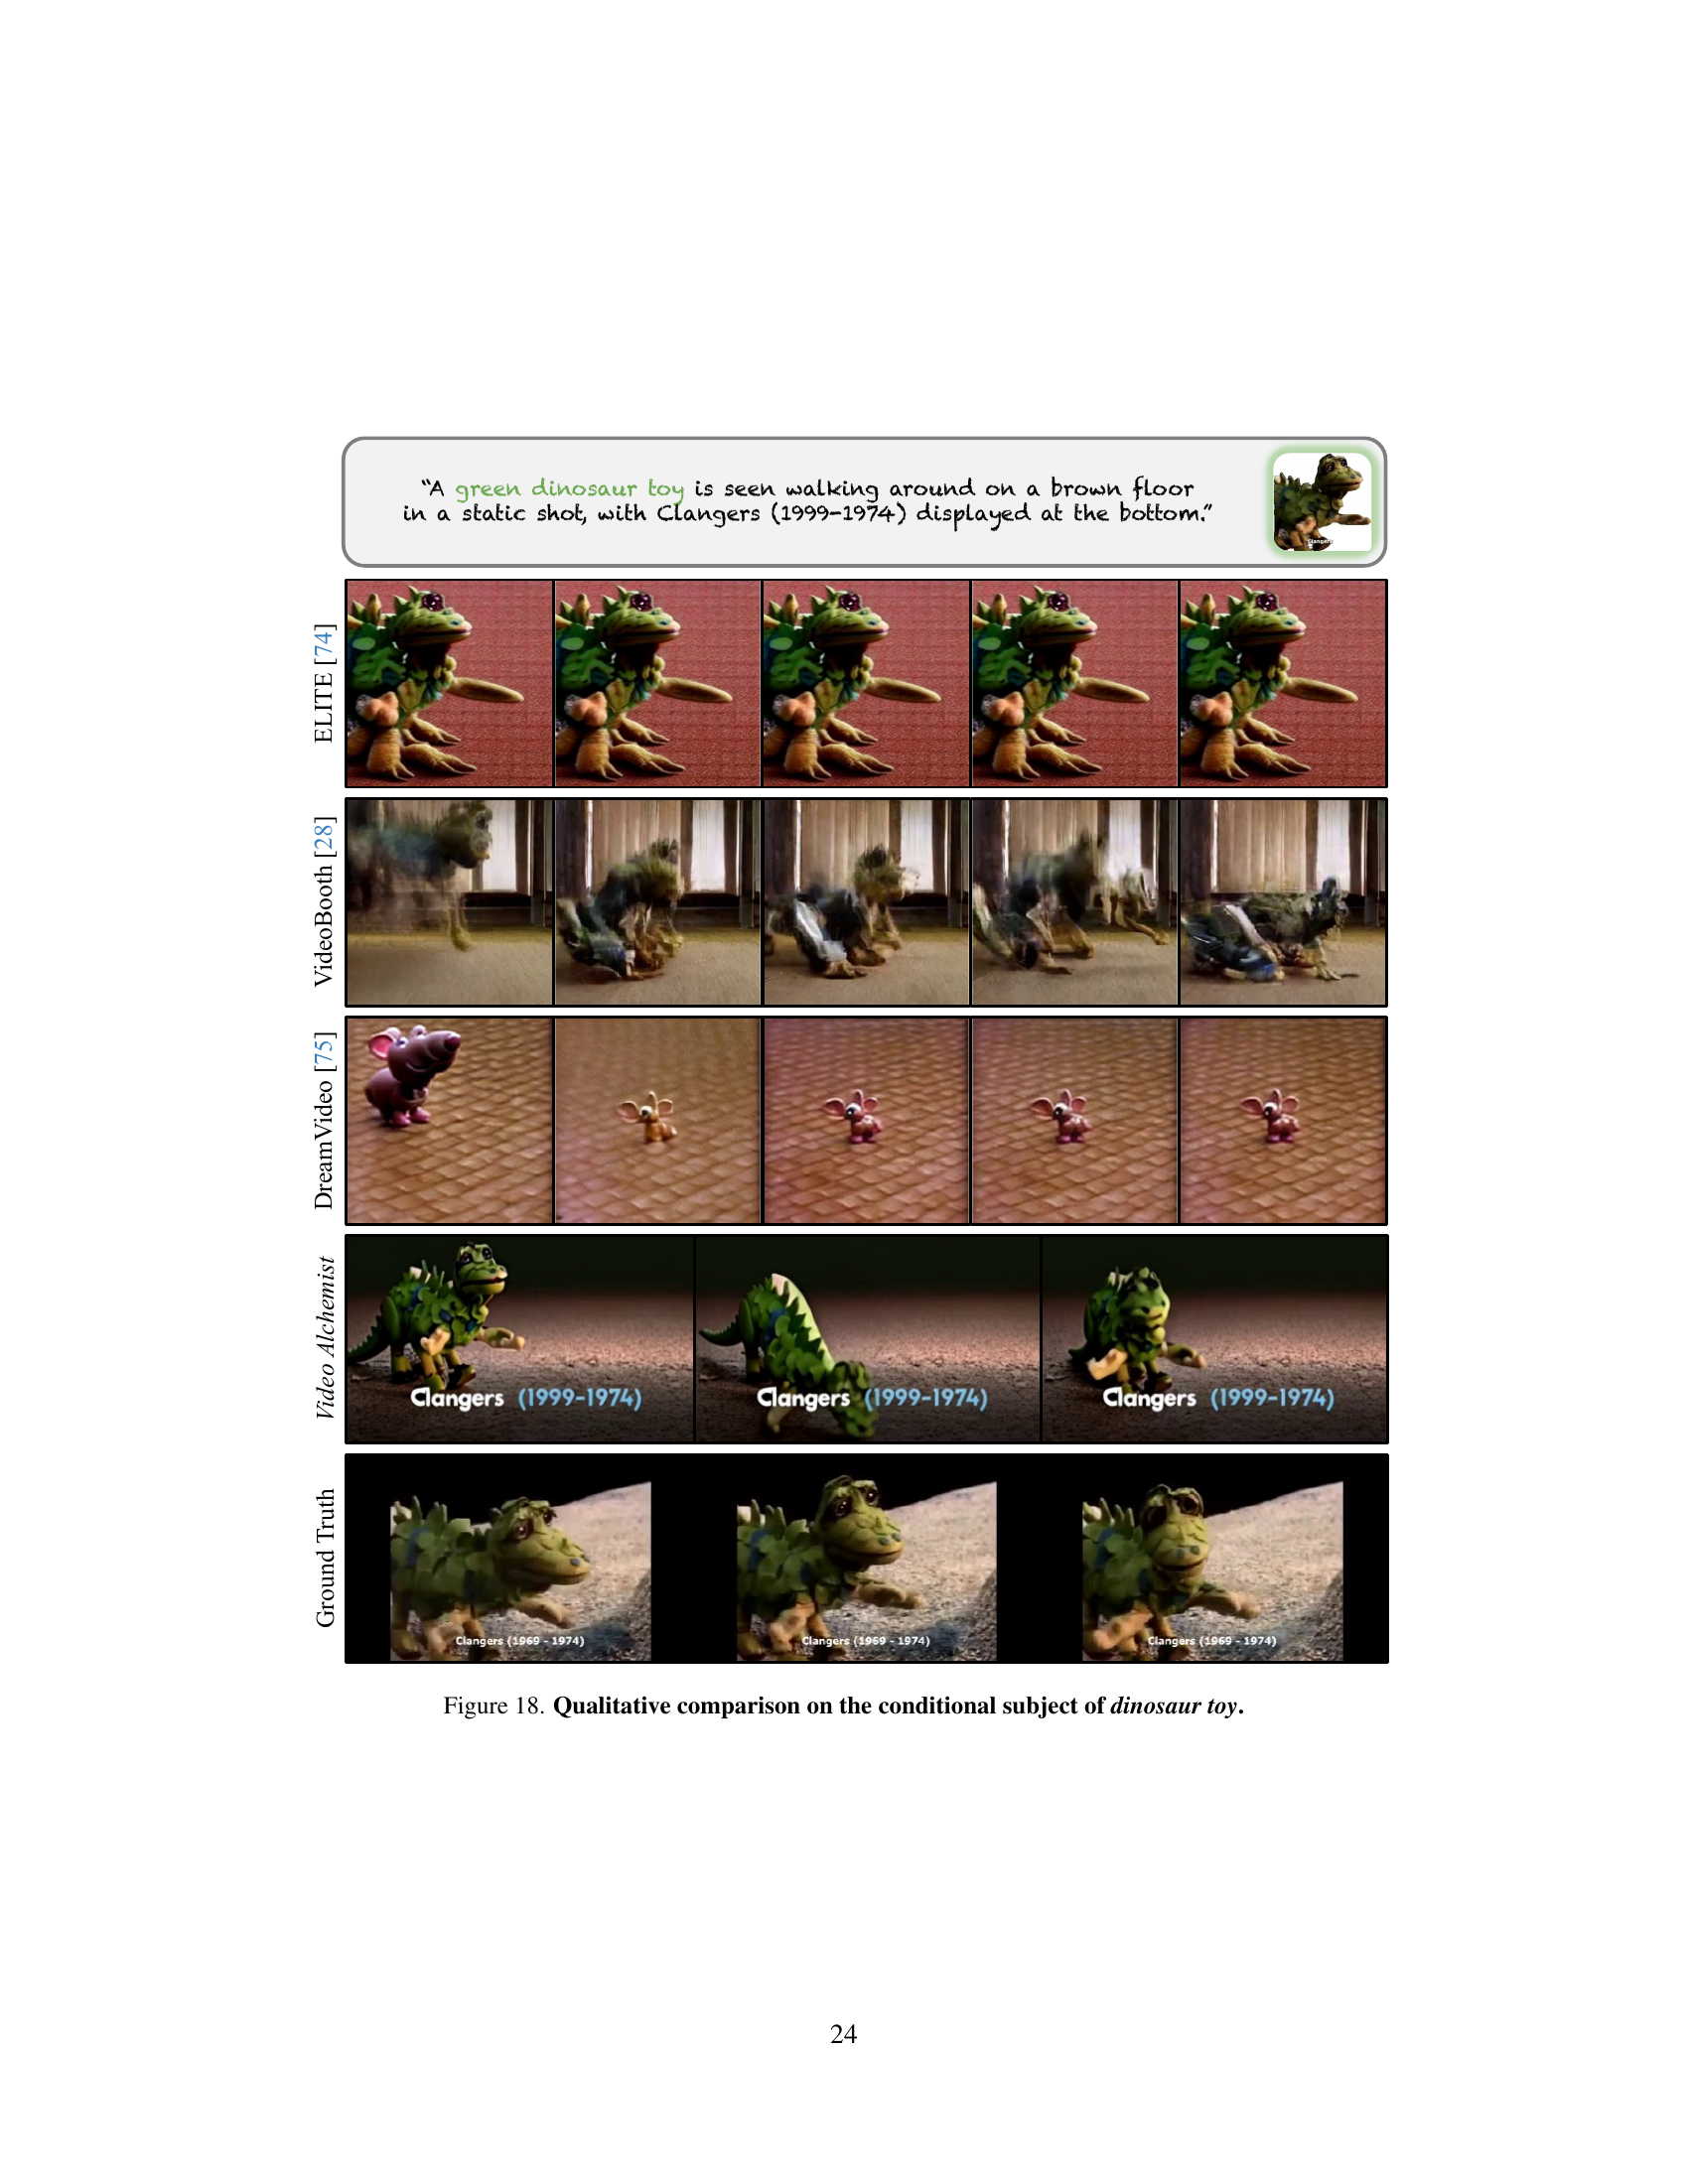 “A green dinosaur toy is seen walking around on a brown floor
in a static shot, with Clangers (1999-1974) displayed at the bottom.”
Clangers
ELITE [74]
VideoBooth [28]
DreamVideo [75]
Video Alchemist
Clangers (1999-1974)
Clangers (1999-1974)
Clangers (1999-1974)
Ground Truth
Clangers (1969 - 1974)
Clangers (1969 - 1974)
Clangers (1969 - 1974)
Figure 18. Qualitative comparison on the conditional subject of dinosaur toy.
24